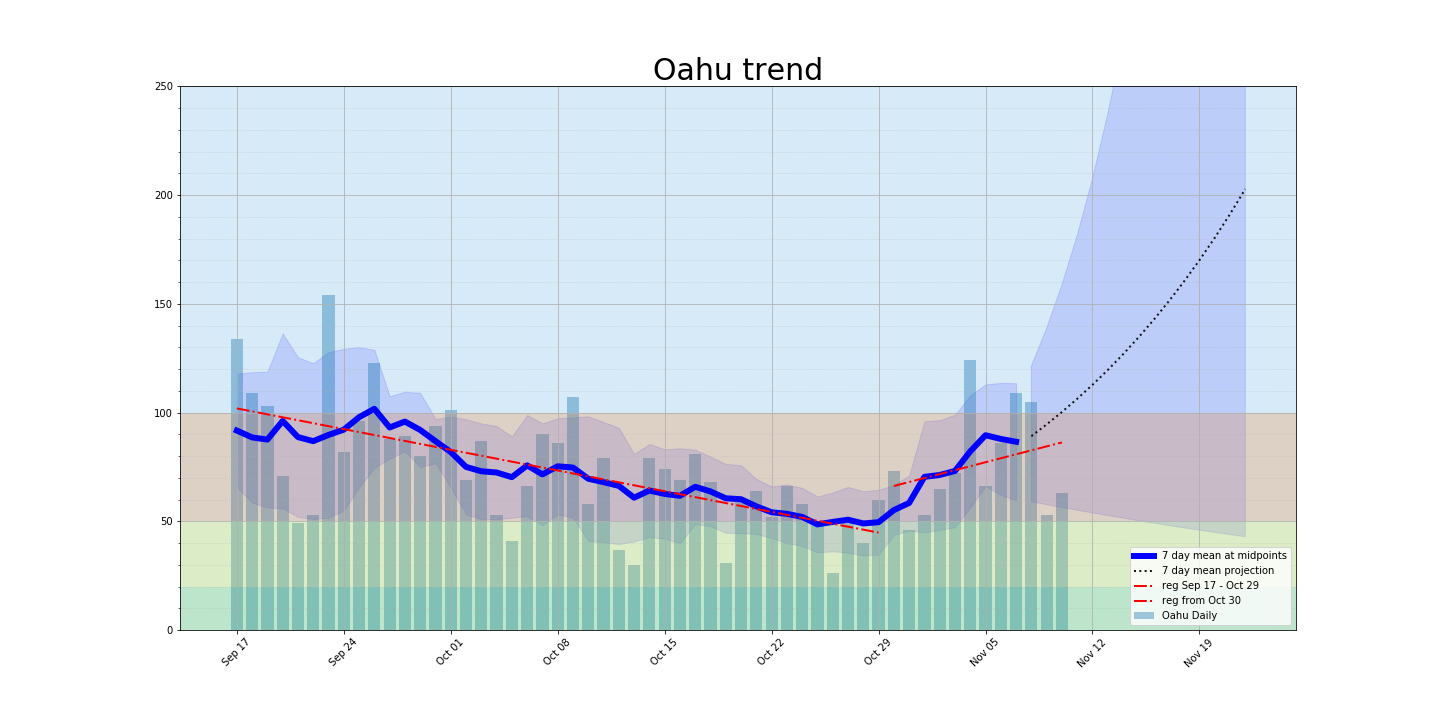 Oahu trend
250
200
150
100
50
0
Sep 17
Sep 24
Oct 01
Oct 08
Oct 15
Oct 22
Oct 29
Nov 05
Nov 12
Nov 19
7 day mean at midpoints
7 day mean projection
reg Sep 17 - Oct 29
reg from Oct 30
Oahu Daily